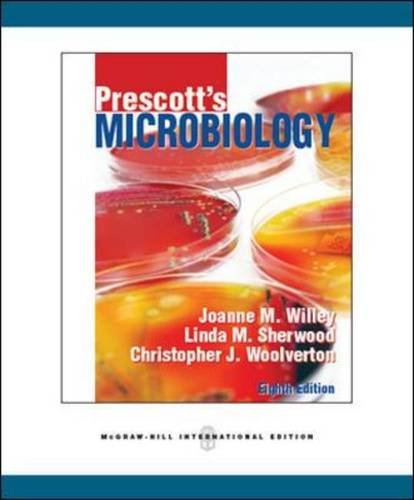 Prescott's
MICROBIOLOGY
Joanne M. Willey
Linda M. Sherwood
Christopher J. Woolverton
Eighth Edition
McGRAW-HILL INTERNATIONAL EDITION